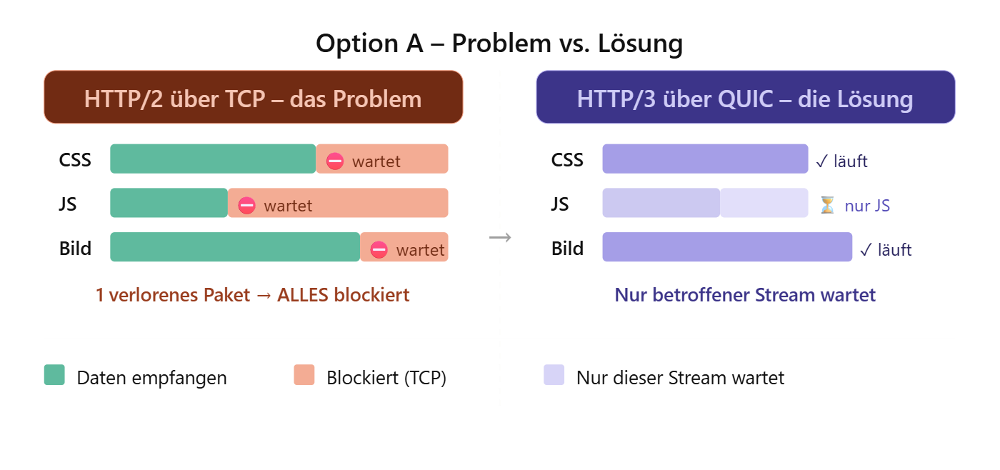 Option A – Problem vs. Lösung
HTTP/2 über TCP – das Problem
CSS
⛔ wartet
JS
⛔ wartet
Bild
⛔ wartet
1 verlorenes Paket → ALLES blockiert
→
HTTP/3 über QUIC – die Lösung
CSS
✓ läuft
JS
⏳ nur JS
Bild
✓ läuft
Nur betroffener Stream wartet
Daten empfangen
Blockiert (TCP)
Nur dieser Stream wartet